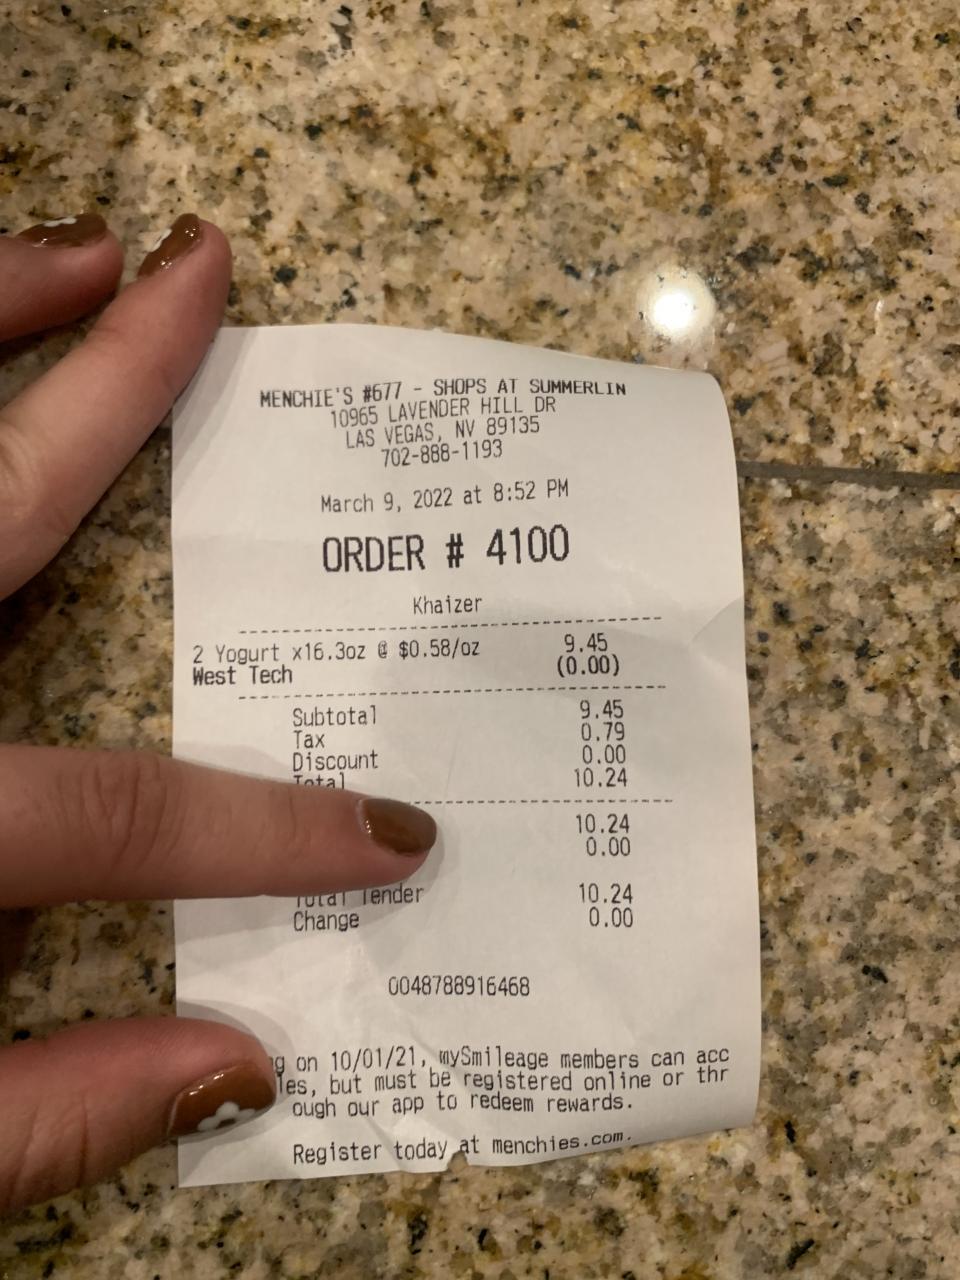 MENCHIE'S #677 - SHOPS AT SUMMERLIN
10965 LAVENDER HILL DR
LAS VEGAS, NV 89135
702-888-1193
March 9, 2022 at 8:52 PM
ORDER # 4100
Khaizer
2 Yogurt x16.3oz @ $0.58/oz 9.45
West Tech (0.00)
Subtotal 9.45
Tax 0.79
Discount 0.00
Total 10.24
10.24
0.00
Total Tender 10.24
Change 0.00
0048788916468
on 10/01/21, mySmileage members can acc
les, but must be registered online or thr
ough our app to redeem rewards.
Register today at menchies.com.